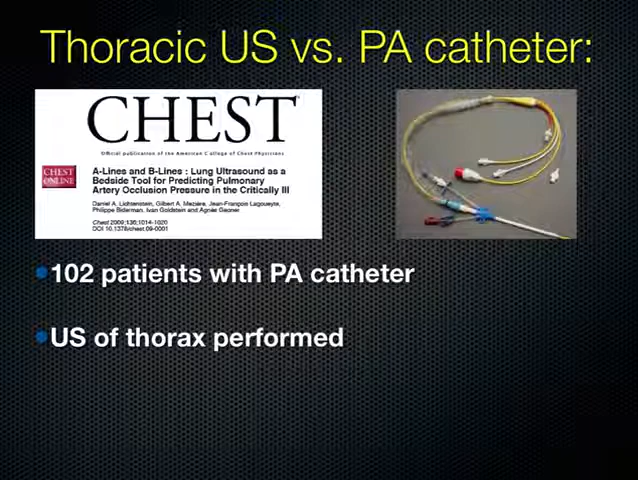 Thoracic US vs. PA catheter:
CHEST
Official publication of the American College of Chest Physicians
CHEST
ONLINE
A-Lines and B-Lines : Lung Ultrasound as a
Bedside Tool for Predicting Pulmonary
Artery Occlusion Pressure in the Critically Ill
Daniel A. Lichtenstein, Gilbert A. Mezière, Jean-François Lagoueyte,
Philippe Biderman, Ivan Goldstein and Agnès Gepner
Chest 2009;136;1014-1020
DOI 10.1378/chest.09-0001
102 patients with PA catheter
US of thorax performed